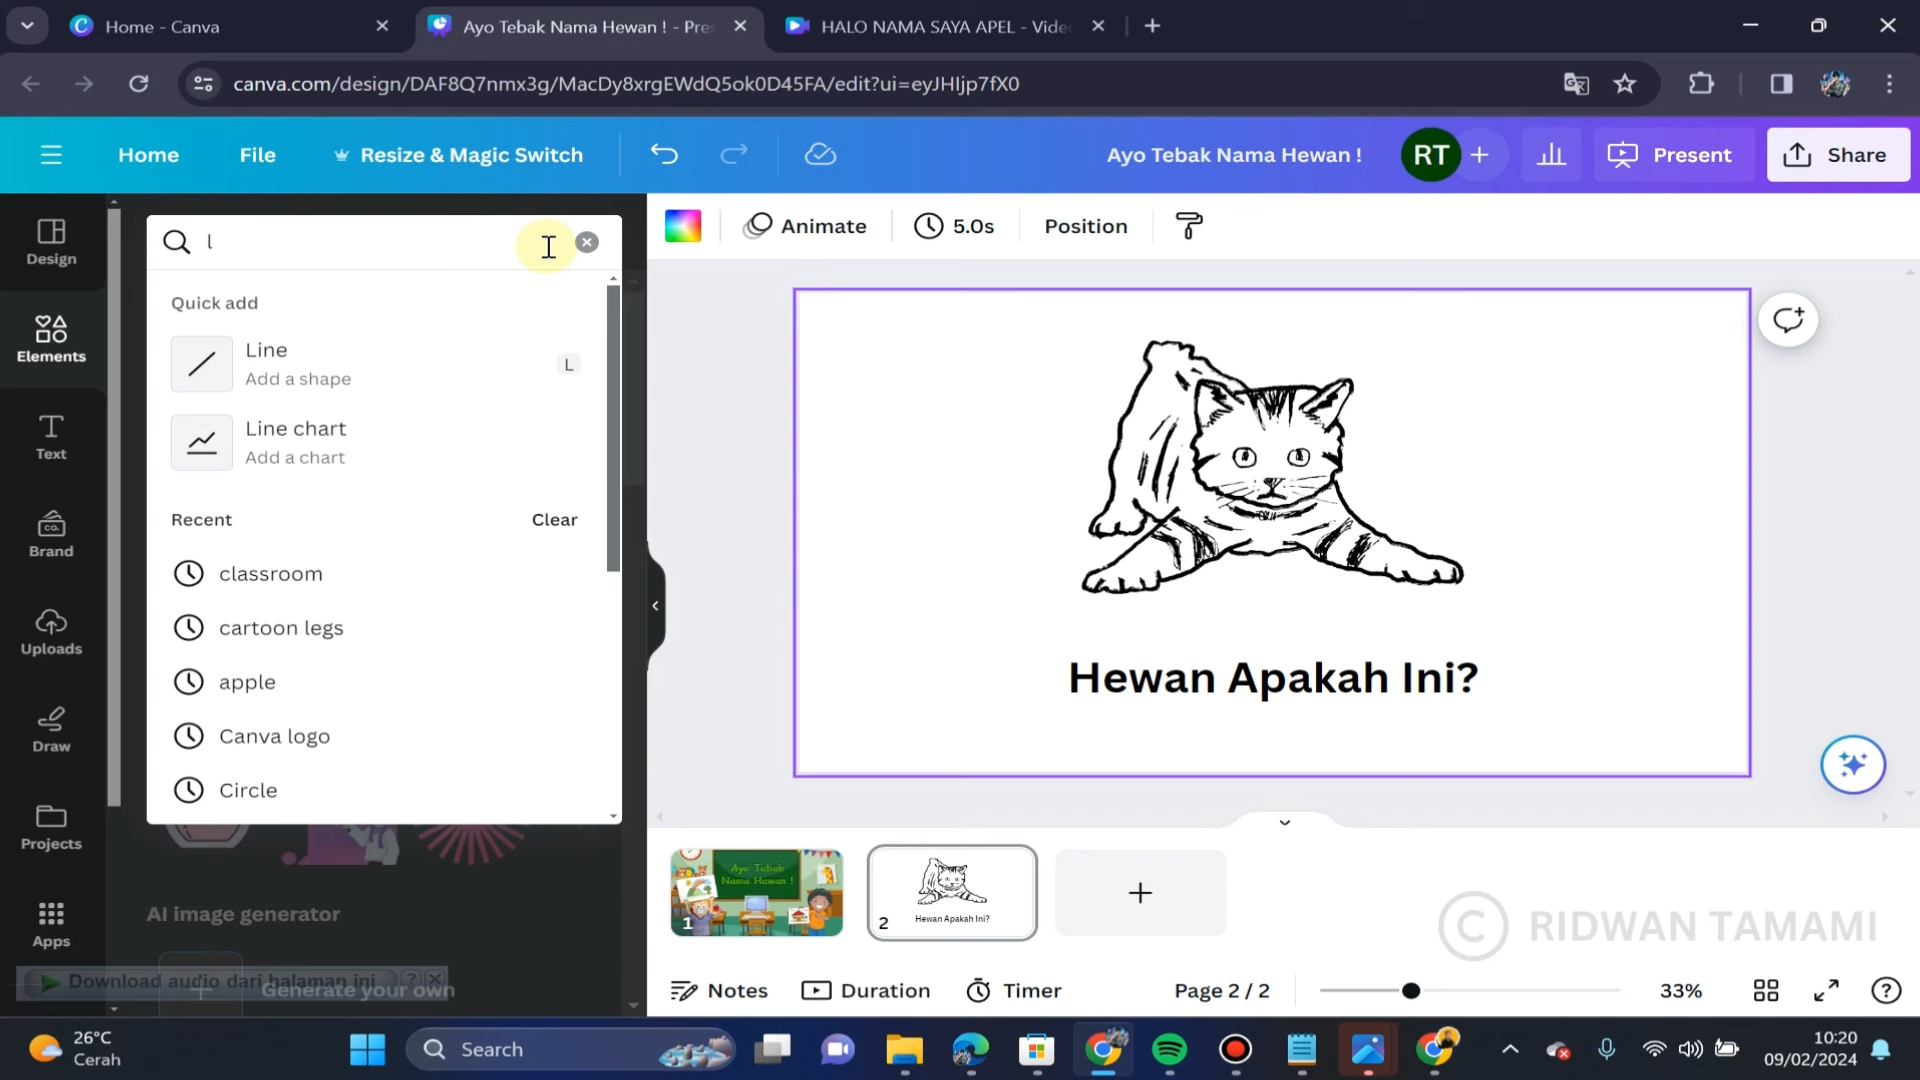 Home - Canva
Ayo Tebak Nama Hewan ! - Pre
HALO NAMA SAYA APEL - Vide
canva.com/design/DAF8Q7nmx3g/MacDy8xrgEWdQ5ok0D45FA/edit?ui=eyJHIjp7fX0
Home
File
Resize & Magic Switch
Ayo Tebak Nama Hewan !
RT
Present
Share
Design
Elements
Text
Brand
CO.
Uploads
Draw
Projects
Apps
l
Quick add
Line
Add a shape
L
Line chart
Add a chart
Recent
Clear
classroom
cartoon legs
apple
Canva logo
Circle
AI image generator
Download audio dari halaman ini
?
Generate your own
Animate
5.0s
Position
Hewan Apakah Ini?
Ayo Tebak
Nama Hewan !
1
Hewan Apakah Ini?
2
© RIDWAN TAMAMI
Notes
Duration
Timer
Page 2 / 2
33%
26°C
Cerah
Search
10:20
09/02/2024